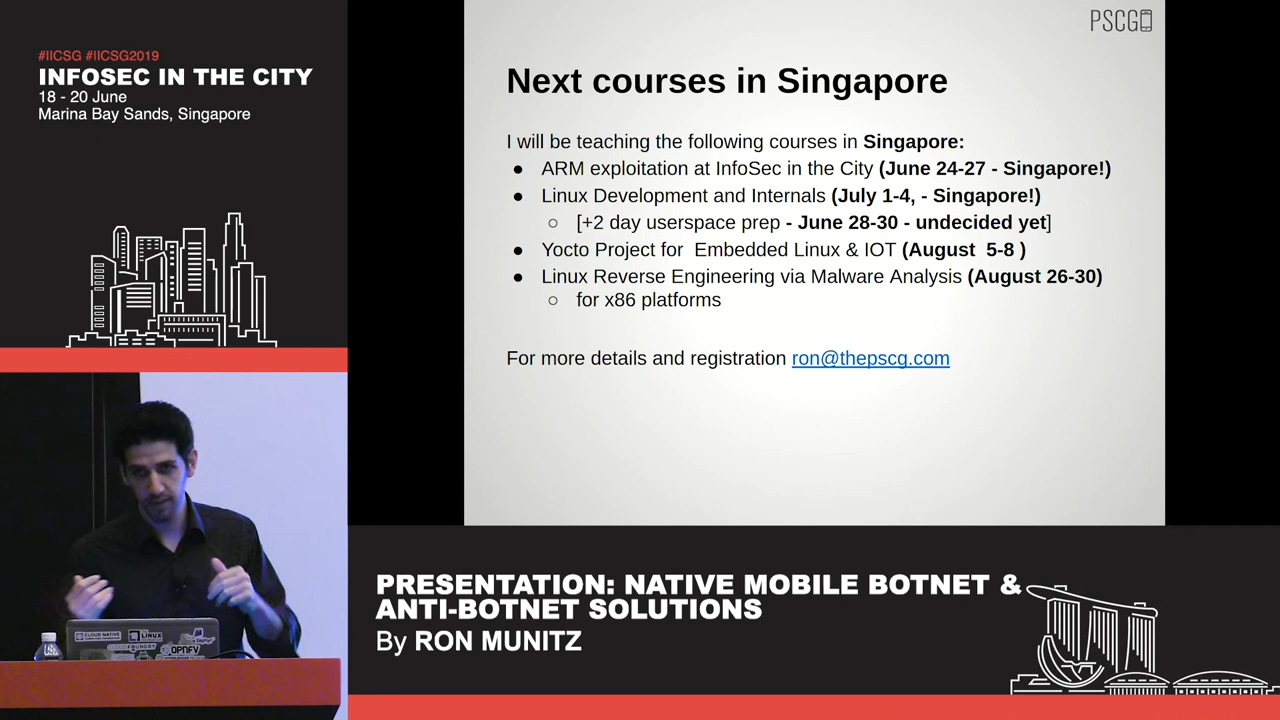 #IICSG #IICSG2019
INFOSEC IN THE CITY
18 - 20 June
Marina Bay Sands, Singapore
PSCG
Next courses in Singapore
I will be teaching the following courses in Singapore:
● ARM exploitation at InfoSec in the City (June 24-27 - Singapore!)
● Linux Development and Internals (July 1-4, - Singapore!)
○ [+2 day userspace prep - June 28-30 - undecided yet]
● Yocto Project for  Embedded Linux & IOT (August  5-8 )
● Linux Reverse Engineering via Malware Analysis (August 26-30)
○ for x86 platforms
For more details and registration ron@thepscg.com
CLOUD NATIVE
LINUX
OPNFV
PRESENTATION: NATIVE MOBILE BOTNET &
ANTI-BOTNET SOLUTIONS
By RON MUNITZ